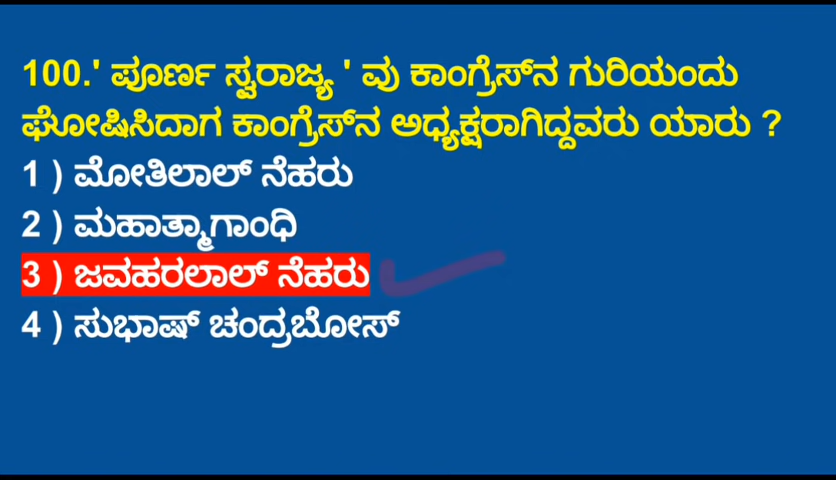 100.' ಪೂರ್ಣ ಸ್ವರಾಜ್ಯ ' ವು ಕಾಂಗ್ರೆಸ್‌ನ ಗುರಿಯಂದು
ಘೋಷಿಸಿದಾಗ ಕಾಂಗ್ರೆಸ್‌ನ ಅಧ್ಯಕ್ಷರಾಗಿದ್ದವರು ಯಾರು ?
1 ) ಮೋತಿಲಾಲ್ ನೆಹರು
2 ) ಮಹಾತ್ಮಾಗಾಂಧಿ
3 ) ಜವಹರಲಾಲ್ ನೆಹರು
4 ) ಸುಭಾಷ್ ಚಂದ್ರಬೋಸ್